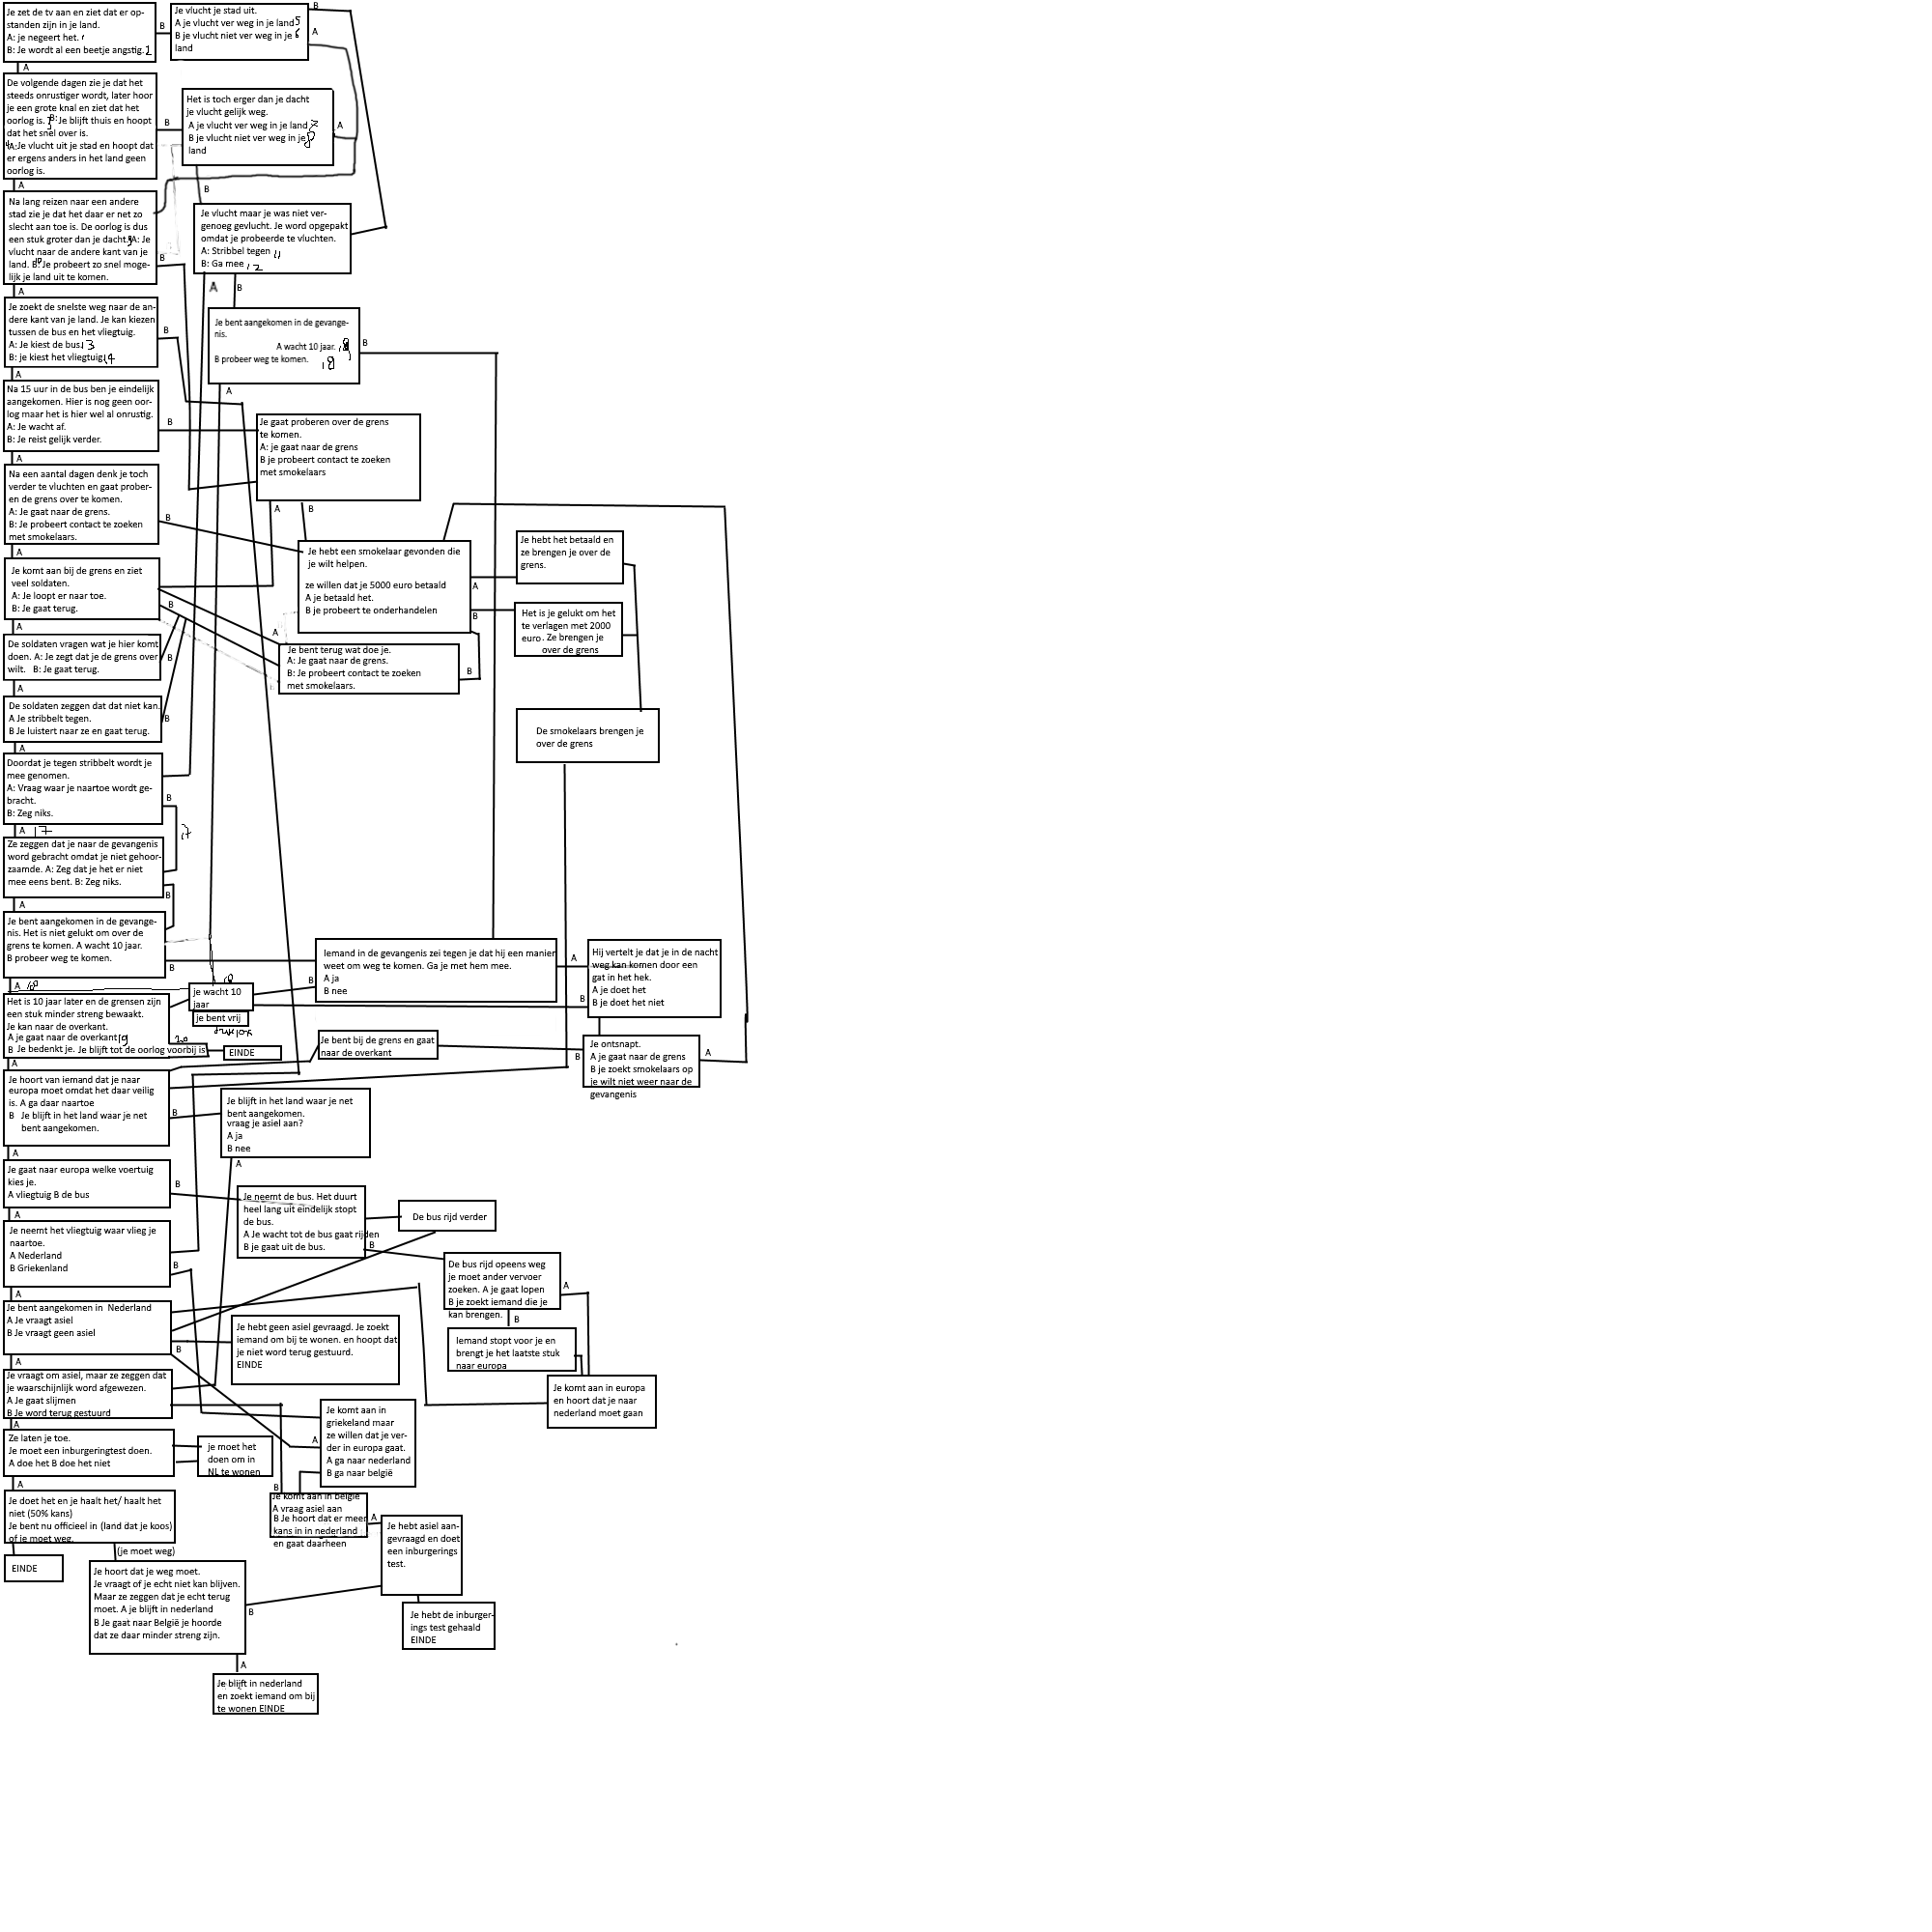 Je zet de tv aan en ziet dat er op-
standen zijn in je land.
A: je negeert het. 1
B: Je wordt al een beetje angstig. 2
B
Je vlucht je stad uit.
A je vlucht ver weg in je land 5
B je vlucht niet ver weg in je 6
land
B
A
A
De volgende dagen zie je dat het
steeds onrustiger wordt, later hoor
je een grote knal en ziet dat het
oorlog is. 3 B: Je blijft thuis en hoopt
dat het snel over is.
A: Je vlucht uit je stad en hoopt dat
er ergens anders in het land geen
oorlog is.
B
Het is toch erger dan je dacht
je vlucht gelijk weg.
A je vlucht ver weg in je land 7
B je vlucht niet ver weg in je 8
land
A
B
A
Na lang reizen naar een andere
stad zie je dat het daar er net zo
slecht aan toe is. De oorlog is dus
een stuk groter dan je dacht. 9 A: Je
vlucht naar de andere kant van je
land. B: Je probeert zo snel moge-
lijk je land uit te komen.
B
Je vlucht maar je was niet ver-
genoeg gevlucht. Je word opgepakt
omdat je probeerde te vluchten.
A: Stribbel tegen 11
B: Ga mee 12
A
B
A
Je zoekt de snelste weg naar de an-
dere kant van je land. Je kan kiezen
tussen de bus en het vliegtuig.
A: Je kiest de bus. 13
B: je kiest het vliegtuig 14
B
Je bent aangekomen in de gevange-
nis.
A wacht 10 jaar.
B probeer weg te komen. 18
B
A
A
Na 15 uur in de bus ben je eindelijk
aangekomen. Hier is nog geen oor-
log maar het is hier wel al onrustig.
A: Je wacht af.
B: Je reist gelijk verder.
B
Je gaat proberen over de grens
te komen.
A: je gaat naar de grens
B je probeert contact te zoeken
met smokelaars
A
B
A
Na een aantal dagen denk je toch
verder te vluchten en gaat prober-
en de grens over te komen.
A: Je gaat naar de grens.
B: Je probeert contact te zoeken
met smokelaars.
B
Je hebt een smokelaar gevonden die
je wilt helpen.
ze willen dat je 5000 euro betaald
A je betaald het.
B je probeert te onderhandelen
A
B
Je hebt het betaald en
ze brengen je over de
grens.
Het is je gelukt om het
te verlagen met 2000
euro. Ze brengen je
over de grens
A
Je komt aan bij de grens en ziet
veel soldaten.
A: Je loopt er naar toe.
B: Je gaat terug.
B
A
Je bent terug wat doe je.
A: Je gaat naar de grens.
B: Je probeert contact te zoeken
met smokelaars.
B
A
De soldaten vragen wat je hier komt
doen. A: Je zegt dat je de grens over
wilt. B: Je gaat terug.
B
A
De soldaten zeggen dat dat niet kan.
A Je stribbelt tegen.
B Je luistert naar ze en gaat terug.
B
De smokelaars brengen je
over de grens
A
Doordat je tegen stribbelt wordt je
mee genomen.
A: Vraag waar je naartoe wordt ge-
bracht.
B: Zeg niks.
B
17
A 17
Ze zeggen dat je naar de gevangenis
word gebracht omdat je niet gehoor-
zaamde. A: Zeg dat je het er niet
mee eens bent. B: Zeg niks.
B
A
Je bent aangekomen in de gevange-
nis. Het is niet gelukt om over de
grens te komen. A wacht 10 jaar.
B probeer weg te komen.
B
Iemand in de gevangenis zei tegen je dat hij een manier
weet om weg te komen. Ga je met hem mee.
A ja
B nee
A
B
Hij vertelt je dat je in de nacht
weg kan komen door een
gat in het hek.
A je doet het
B je doet het niet
A 18
18
B
je wacht 10
jaar
je bent vrij
Het is 10 jaar later en de grensen zijn
een stuk minder streng bewaakt.
Je kan naar de overkant.
A je gaat naar de overkant 19
B Je bedenkt je. Je blijft tot de oorlog voorbij is
20
EINDE
Je bent bij de grens en gaat
naar de overkant
B
Je ontsnapt.
A je gaat naar de grens
B je zoekt smokelaars op
je wilt niet weer naar de
gevangenis
A
A
Je hoort van iemand dat je naar
europa moet omdat het daar veilig
is. A ga daar naartoe
B Je blijft in het land waar je net
bent aangekomen.
B
Je blijft in het land waar je net
bent aangekomen.
vraag je asiel aan?
A ja
B nee
A
A
Je gaat naar europa welke voertuig
kies je.
A vliegtuig B de bus
B
Je neemt de bus. Het duurt
heel lang uit eindelijk stopt
de bus.
A Je wacht tot de bus gaat rijden
B je gaat uit de bus.
B
De bus rijd verder
A
Je neemt het vliegtuig waar vlieg je
naartoe.
A Nederland
B Griekenland
B
De bus rijd opeens weg
je moet ander vervoer
zoeken. A je gaat lopen
B je zoekt iemand die je
kan brengen.
A
B
Iemand stopt voor je en
brengt je het laatste stuk
naar europa
Je komt aan in europa
en hoort dat je naar
nederland moet gaan
A
Je bent aangekomen in Nederland
A Je vraagt asiel
B Je vraagt geen asiel
B
Je hebt geen asiel gevraagd. Je zoekt
iemand om bij te wonen. en hoopt dat
je niet word terug gestuurd.
EINDE
A
Je vraagt om asiel, maar ze zeggen dat
je waarschijnlijk word afgewezen.
A Je gaat slijmen
B Je word terug gestuurd
A
Je komt aan in
griekeland maar
ze willen dat je ver-
der in europa gaat.
A ga naar nederland
B ga naar belgië
A
Ze laten je toe.
Je moet een inburgeringtest doen.
A doe het B doe het niet
je moet het
doen om in
NL te wonen
A
B
Je komt aan in belgie
A vraag asiel aan
B Je hoort dat er meer
kans in in nederland
en gaat daarheen
A
Je hebt asiel aan-
gevraagd en doet
een inburgerings
test.
Je doet het en je haalt het/ haalt het
niet (50% kans)
Je bent nu officieel in (land dat je koos)
of je moet weg.
(je moet weg)
EINDE
Je hoort dat je weg moet.
Je vraagt of je echt niet kan blijven.
Maar ze zeggen dat je echt terug
moet. A je blijft in nederland
B Je gaat naar België je hoorde
dat ze daar minder streng zijn.
B
Je hebt de inburger-
ings test gehaald
EINDE
A
Je blijft in nederland
en zoekt iemand om bij
te wonen EINDE